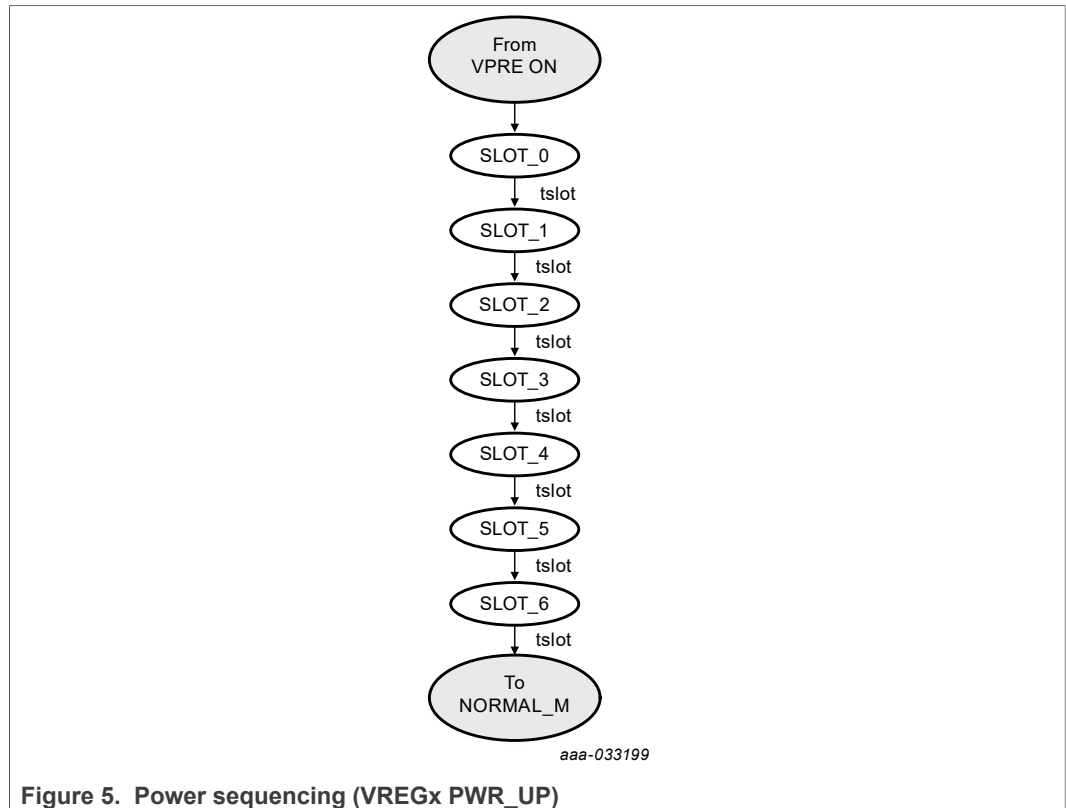 From
VPRE ON
SLOT_0
tslot
SLOT_1
tslot
SLOT_2
tslot
SLOT_3
tslot
SLOT_4
tslot
SLOT_5
tslot
SLOT_6
tslot
To
NORMAL_M
aaa-033199
Figure 5. Power sequencing (VREGx PWR_UP)